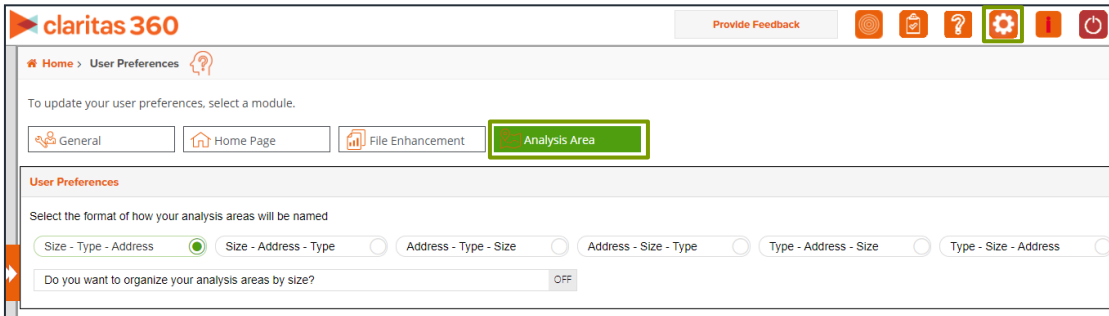 claritas 360
Provide Feedback
Home > User Preferences
To update your user preferences, select a module.
General Home Page File Enhancement Analysis Area
User Preferences
Select the format of how your analysis areas will be named
Size - Type - Address Size - Address - Type Address - Type - Size Address - Size - Type Type - Address - Size Type - Size - Address
Do you want to organize your analysis areas by size? OFF